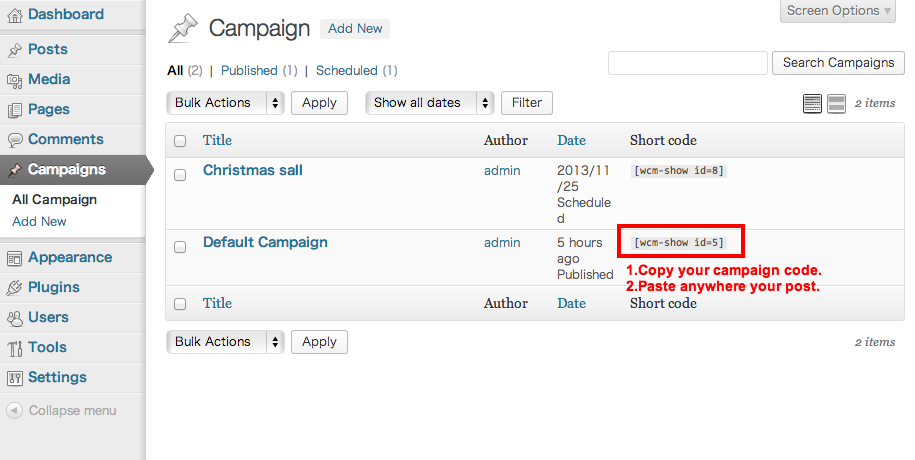 Dashboard
Posts
Media
Pages
Comments
Campaigns
All Campaign
Add New
Appearance
Plugins
Users
Tools
Settings
Collapse menu
Screen Options
Campaign Add New
All (2) | Published (1) | Scheduled (1)
Search Campaigns
Bulk Actions Apply Show all dates Filter 2 items
Title Author Date Short code
Christmas sall admin 2013/11 [wcm-show id=8]
/25
Schedule
d
Default Campaign admin 5 hours [wcm-show id=5]
ago
Published
1.Copy your campaign code.
2.Paste anywhere your post.
Title Author Date Short code
Bulk Actions Apply 2 items